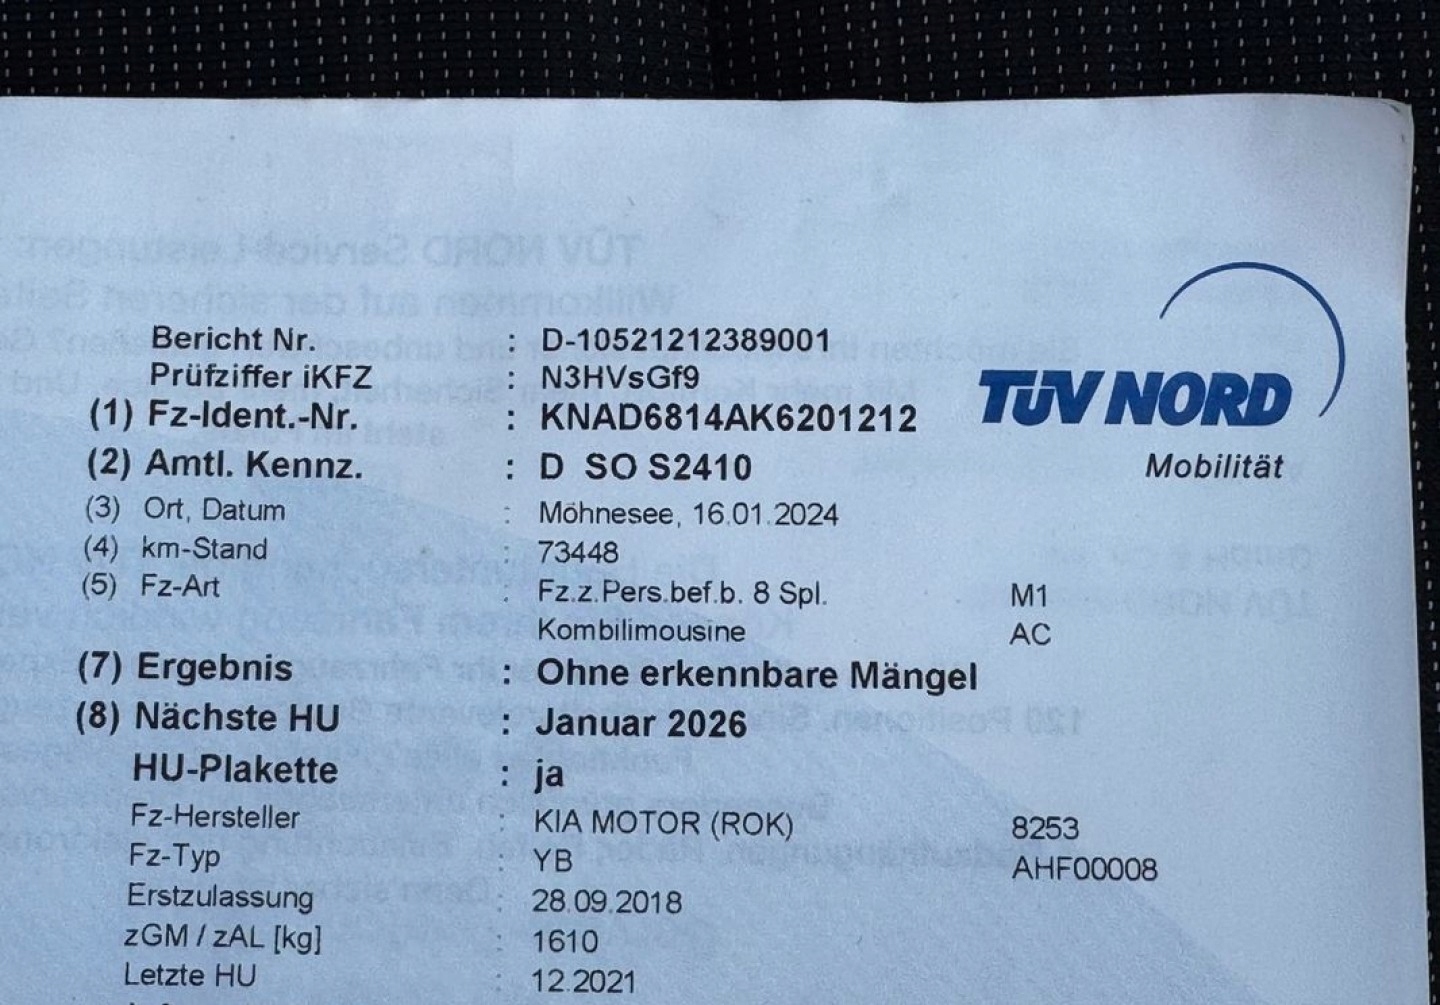 Bericht Nr. : D-10521212389001
Prüfziffer iKFZ : N3HVsGf9
(1) Fz-Ident.-Nr. : KNAD6814AK6201212
TÜV NORD
(2) Amtl. Kennz. : D SO S2410
Mobilität
(3) Ort, Datum : Möhnesee, 16.01.2024
(4) km-Stand : 73448
(5) Fz-Art : Fz.z.Pers.bef.b. 8 Spl. M1
Kombilimousine AC
(7) Ergebnis : Ohne erkennbare Mängel
(8) Nächste HU : Januar 2026
HU-Plakette : ja
Fz-Hersteller : KIA MOTOR (ROK) 8253
Fz-Typ : YB AHF00008
Erstzulassung : 28.09.2018
zGM / zAL [kg] : 1610
Letzte HU : 12.2021